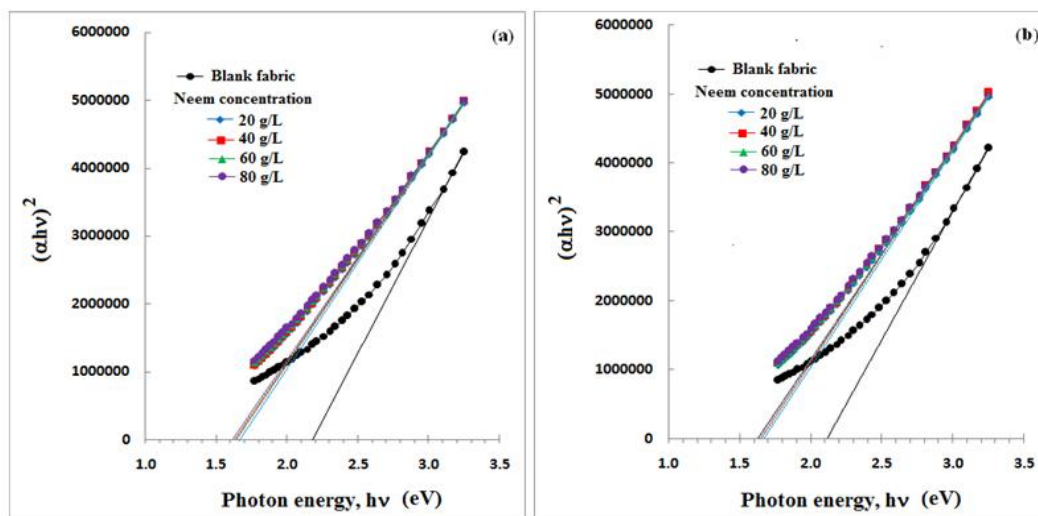 (a)
6000000
5000000
4000000
3000000
2000000
1000000
0
(αhν)²
Blank fabric
Neem concentration
20 g/L
40 g/L
60 g/L
80 g/L
1.0 1.5 2.0 2.5 3.0 3.5
Photon energy, hν (eV)
(b)
6000000
5000000
4000000
3000000
2000000
1000000
0
(αhν)²
Blank fabric
Neem concentration
20 g/L
40 g/L
60 g/L
80 g/L
1.0 1.5 2.0 2.5 3.0 3.5
Photon energy, hν (eV)